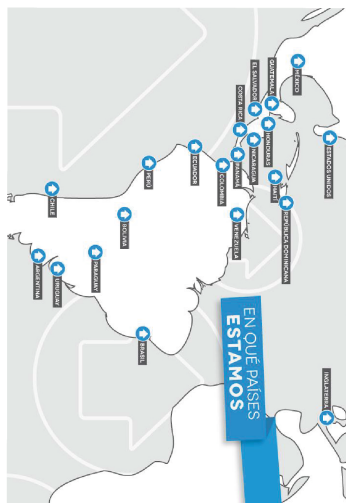 EN QUÉ PAÍSES
ESTAMOS
ESTADOS UNIDOS
MÉXICO
GUATEMALA
EL SALVADOR
HONDURAS
NICARAGUA
COSTA RICA
PANAMÁ
HAITÍ
REPÚBLICA DOMINICANA
VENEZUELA
COLOMBIA
ECUADOR
PERÚ
BOLIVIA
BRASIL
PARAGUAY
CHILE
URUGUAY
ARGENTINA
INGLATERRA